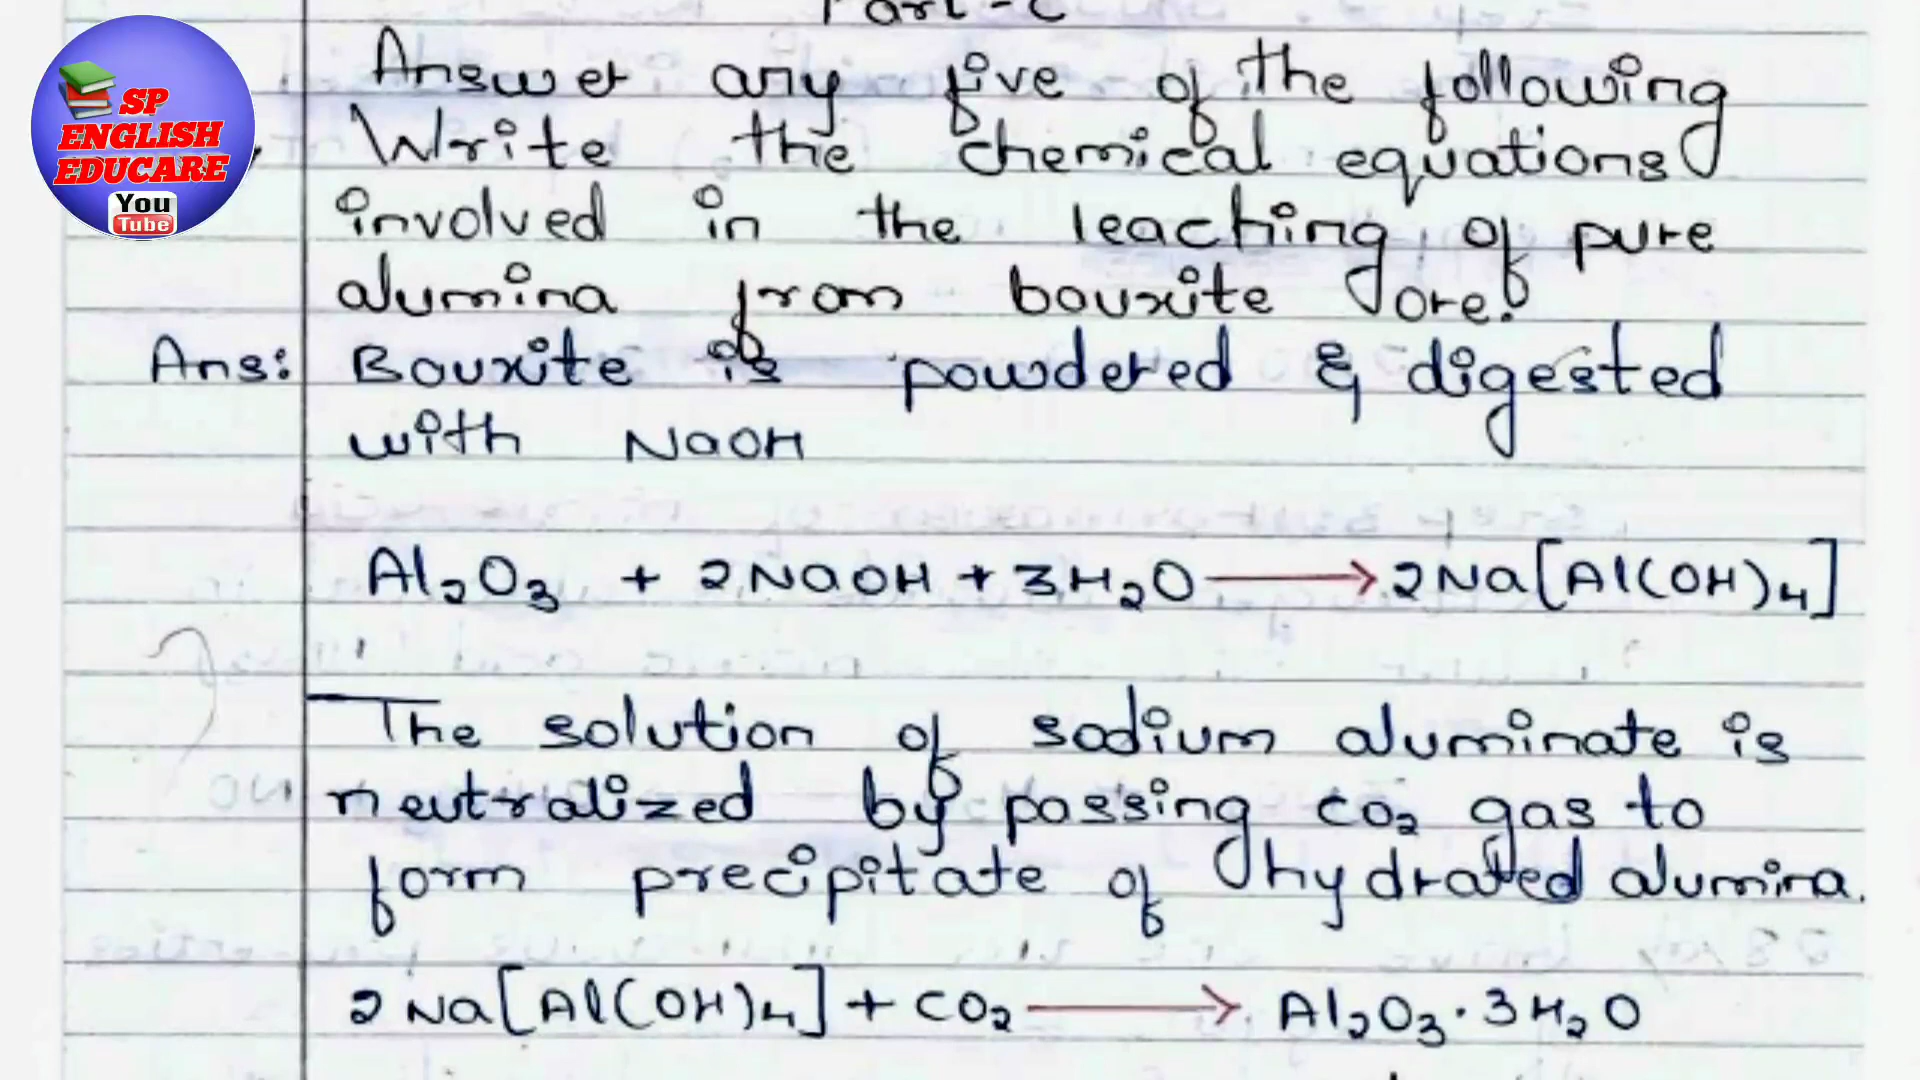 Part-C
SP
ENGLISH
EDUCARE
You
Tube
Answer any five of the following
Write the chemical equations
involved in the leaching of pure
alumina from bauxite ore.
Ans: Bauxite is powdered & digested
with NaOH
Al₂O₃ + 2NaOH + 3H₂O ⟶ 2Na[Al(OH)₄]
The solution of sodium aluminate is
neutralized by passing CO₂ gas to
form precipitate of hydrated alumina.
2Na[Al(OH)₄] + CO₂ ⟶ Al₂O₃·3H₂O